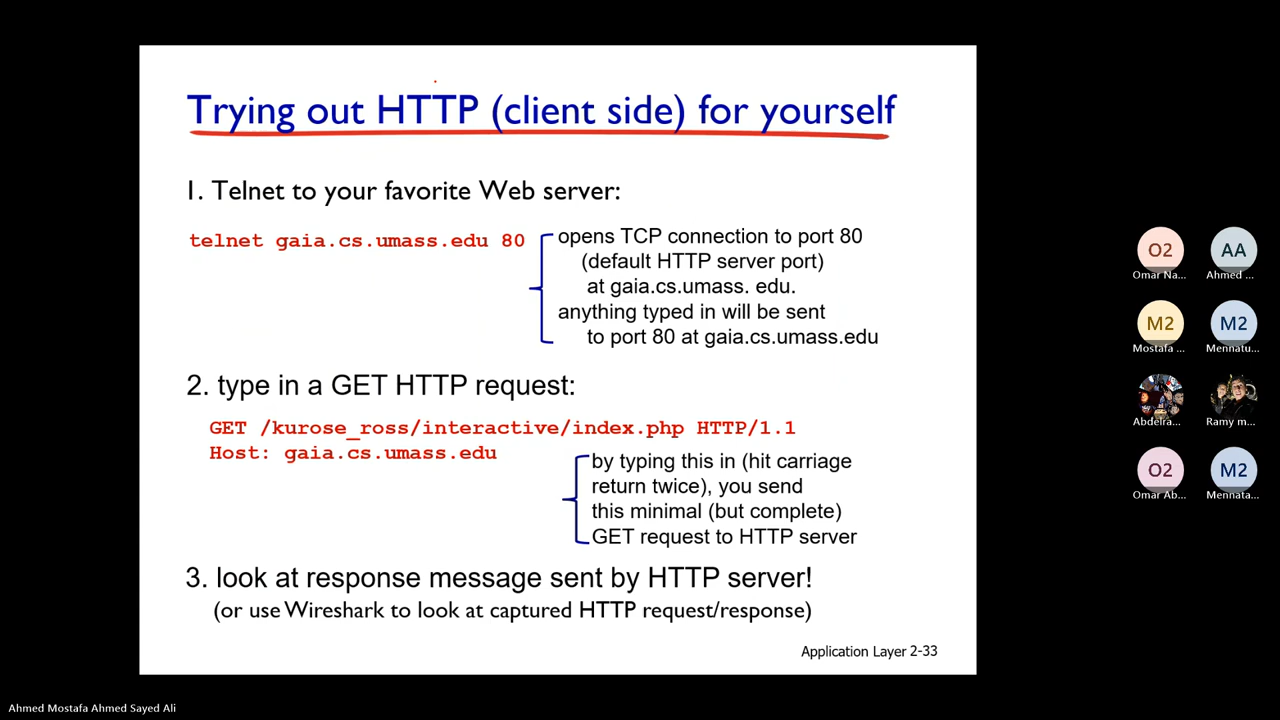 Trying out HTTP (client side) for yourself
1. Telnet to your favorite Web server:
telnet gaia.cs.umass.edu 80
opens TCP connection to port 80
(default HTTP server port)
at gaia.cs.umass. edu.
anything typed in will be sent
to port 80 at gaia.cs.umass.edu
2. type in a GET HTTP request:
GET /kurose_ross/interactive/index.php HTTP/1.1
Host: gaia.cs.umass.edu
by typing this in (hit carriage
return twice), you send
this minimal (but complete)
GET request to HTTP server
3. look at response message sent by HTTP server!
(or use Wireshark to look at captured HTTP request/response)
Application Layer 2-33
O2
AA
Omar Na...
Ahmed ...
M2
M2
Mostafa ...
Mennatu...
Abdelra...
Ramy m...
O2
M2
Omar Ab...
Mennata...
Ahmed Mostafa Ahmed Sayed Ali